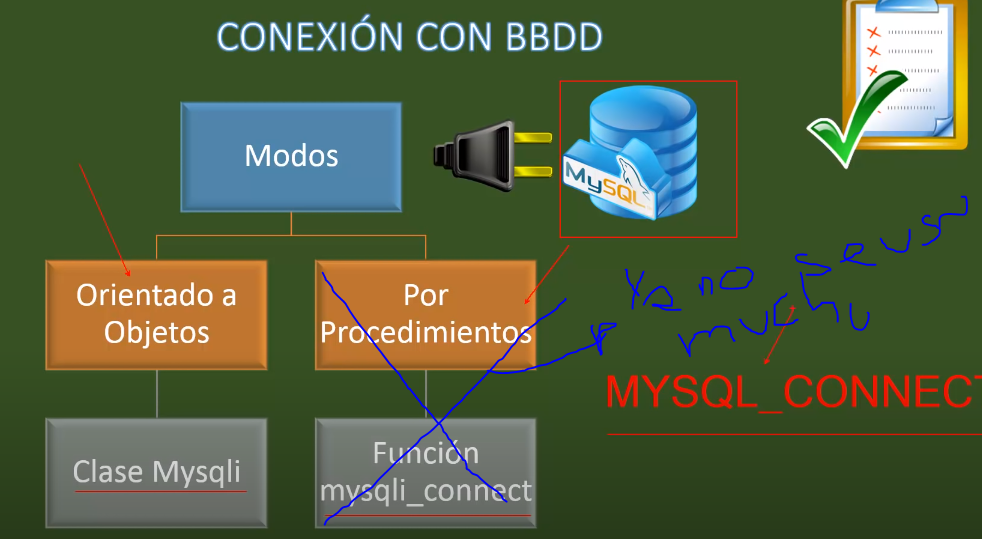 CONEXIÓN CON BBDD
Modos
MySQL
Orientado a
Objetos
Por
Procedimientos
Ya no se usa
mucho
MYSQL_CONNECT
Clase Mysqli
Función
mysqli_connect